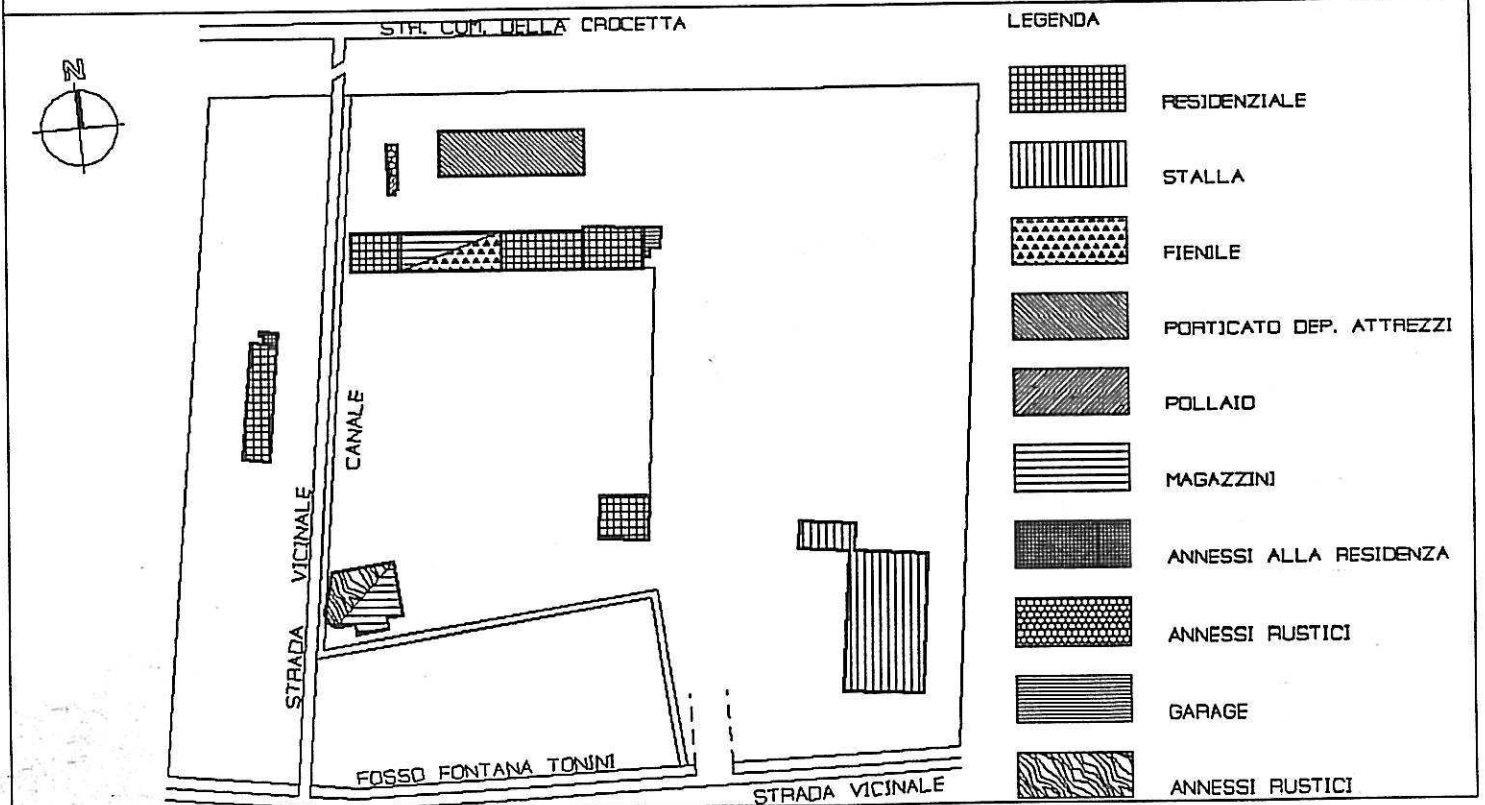 STR. COM. DELLA CROCETTA
N
CANALE
STRADA VICINALE
FOSSO FONTANA TONINI
STRADA VICINALE
LEGENDA
RESIDENZIALE
STALLA
FIENILE
PORTICATO DEP. ATTREZZI
POLLAIO
MAGAZZINI
ANNESSI ALLA RESIDENZA
ANNESSI RUSTICI
GARAGE
ANNESSI RUSTICI